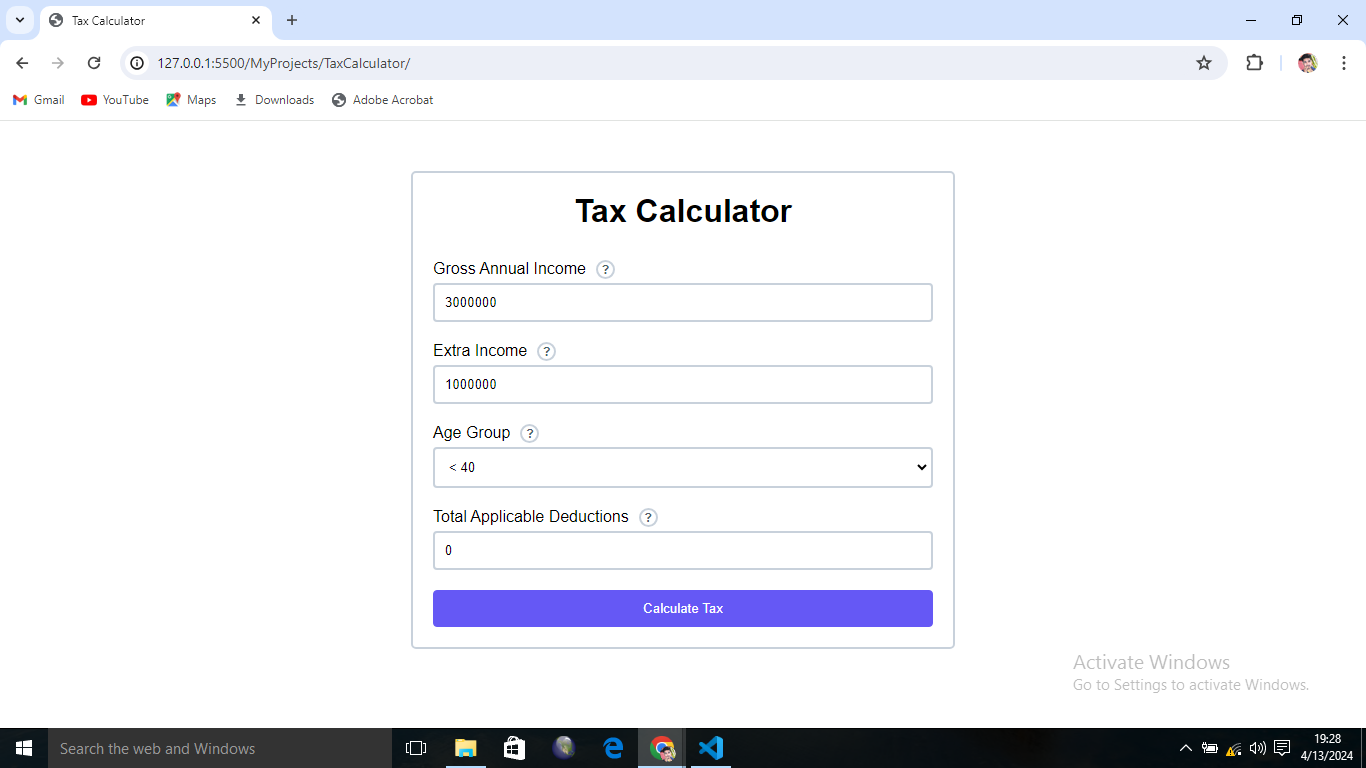 Tax Calculator
127.0.0.1:5500/MyProjects/TaxCalculator/
Gmail YouTube Maps Downloads Adobe Acrobat
Tax Calculator
Gross Annual Income ?
3000000
Extra Income ?
1000000
Age Group ?
< 40
Total Applicable Deductions ?
0
Calculate Tax
Activate Windows
Go to Settings to activate Windows.
Search the web and Windows
19:28
4/13/2024